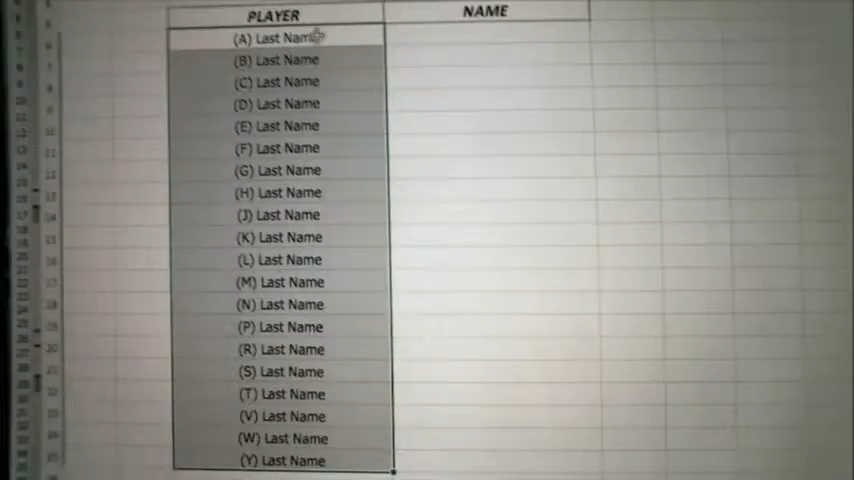 PLAYER NAME
(A) Last Name
(B) Last Name
(C) Last Name
(D) Last Name
(E) Last Name
(F) Last Name
(G) Last Name
(H) Last Name
(J) Last Name
(K) Last Name
(L) Last Name
(M) Last Name
(N) Last Name
(P) Last Name
(R) Last Name
(S) Last Name
(T) Last Name
(V) Last Name
(W) Last Name
(Y) Last Name